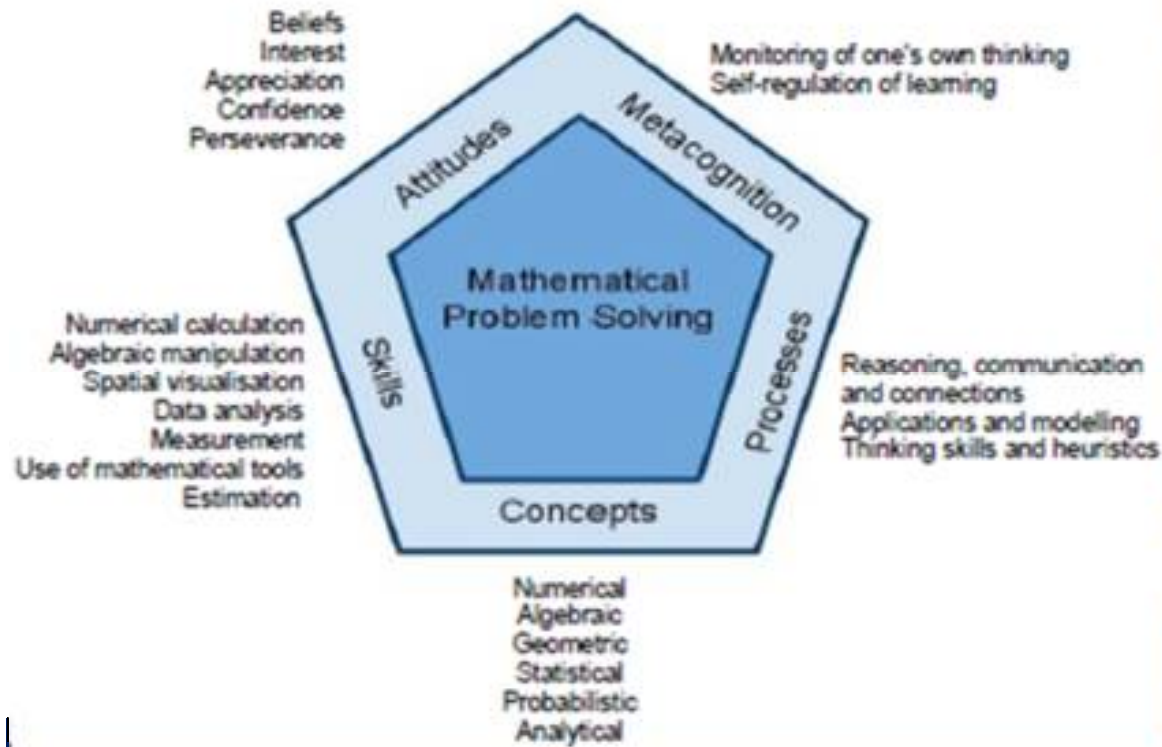 Beliefs
Interest
Appreciation
Confidence
Perseverance
Monitoring of one's own thinking
Self-regulation of learning
Attitudes
Metacognition
Mathematical
Problem Solving
Numerical calculation
Algebraic manipulation
Spatial visualisation
Data analysis
Measurement
Use of mathematical tools
Estimation
Skills
Processes
Reasoning, communication
and connections
Applications and modelling
Thinking skills and heuristics
Concepts
Numerical
Algebraic
Geometric
Statistical
Probabilistic
Analytical